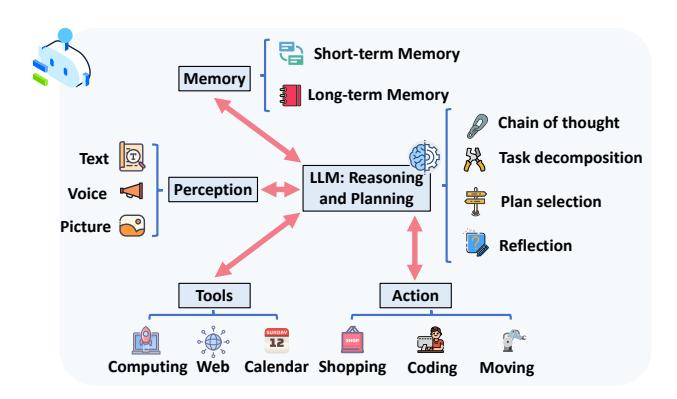 Memory
Short-term Memory
Long-term Memory
Text
Voice
Picture
Perception
LLM: Reasoning
and Planning
Chain of thought
Task decomposition
Plan selection
Reflection
Tools
Computing
Web
SUNDAY
12
Calendar
Action
SHOP
Shopping
Coding
Moving
T
?